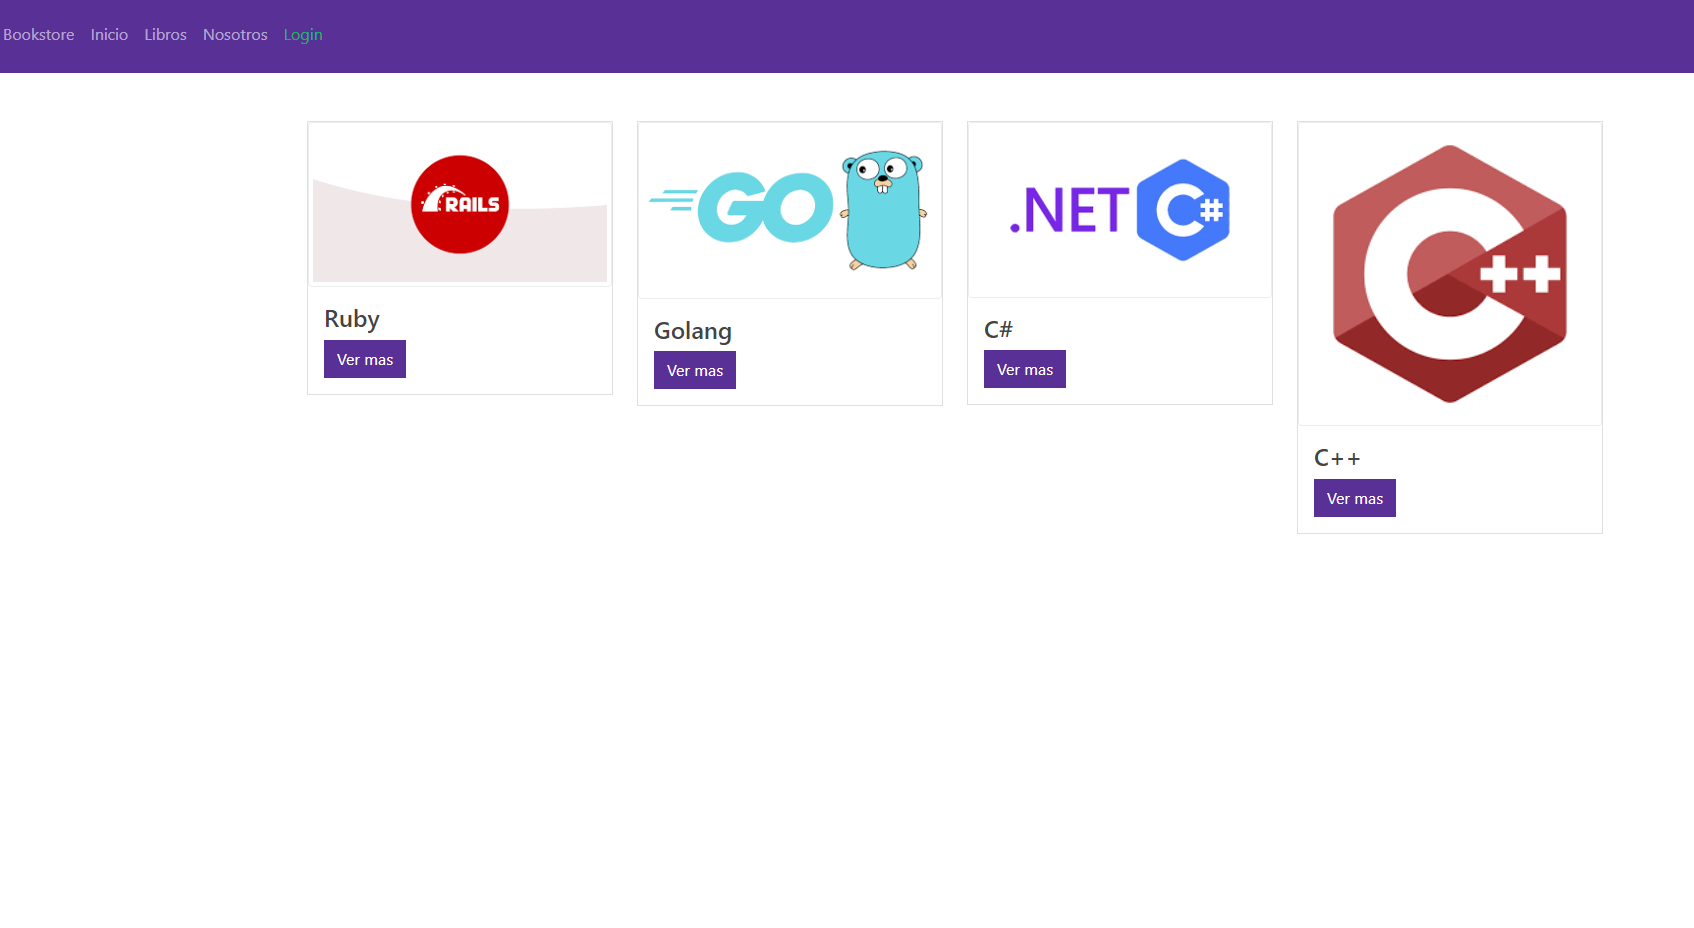 Bookstore Inicio Libros Nosotros Login
RAILS
Ruby
Ver mas
GO
Golang
Ver mas
.NET C#
C#
Ver mas
C++
C++
Ver mas